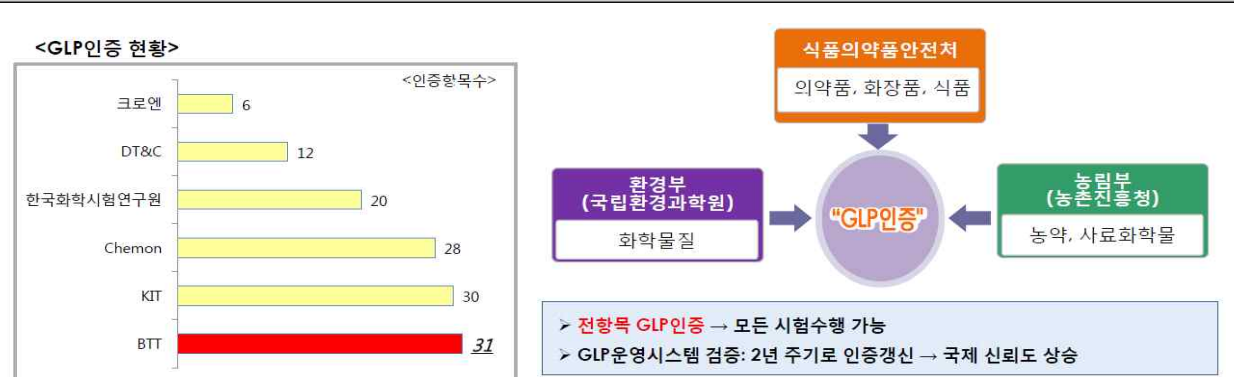 <GLP인증 현황>
<인증항목수>
크로엔 6
DT&C 12
한국화학시험연구원 20
Chemon 28
KIT 30
BTT 31
식품의약품안전처
의약품, 화장품, 식품
환경부
(국립환경과학원)
화학물질
"GLP인증"
농림부
(농촌진흥청)
농약, 사료화학물
➢ 전항목 GLP인증 → 모든 시험수행 가능
➢ GLP운영시스템 검증: 2년 주기로 인증갱신 → 국제 신뢰도 상승